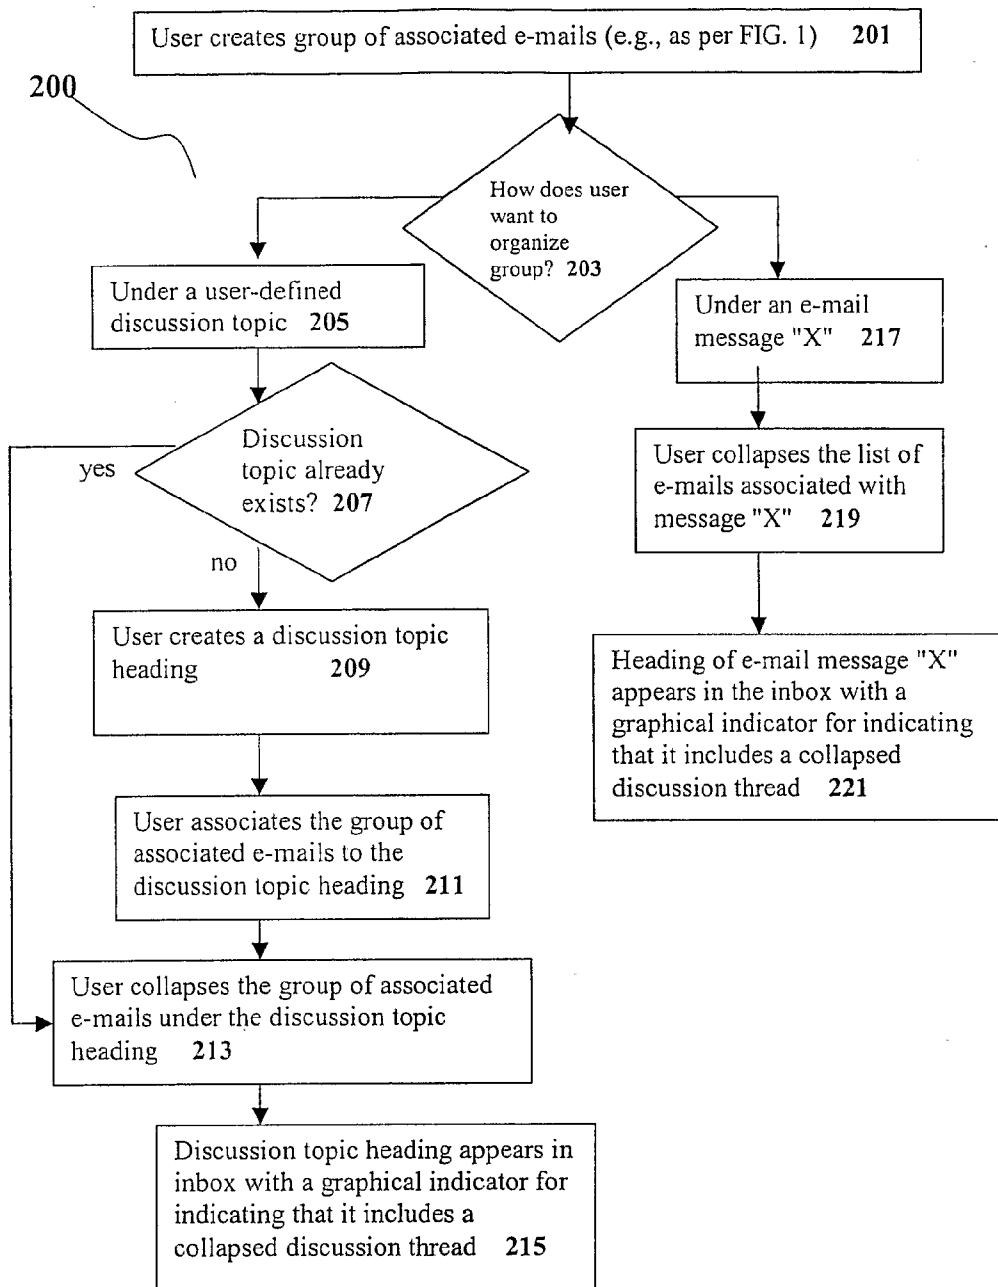 User creates group of associated e-mails (e.g., as per FIG. 1) 201
200
How does user
want to
organize
group? 203
Under a user-defined
discussion topic 205
Under an e-mail
message "X" 217
Discussion
topic already
exists? 207
yes
no
User collapses the list of
e-mails associated with
message "X" 219
User creates a discussion topic
heading 209
Heading of e-mail message "X"
appears in the inbox with a
graphical indicator for indicating
that it includes a collapsed
discussion thread 221
User associates the group of
associated e-mails to the
discussion topic heading 211
User collapses the group of associated
e-mails under the discussion topic
heading 213
Discussion topic heading appears in
inbox with a graphical indicator for
indicating that it includes a
collapsed discussion thread 215